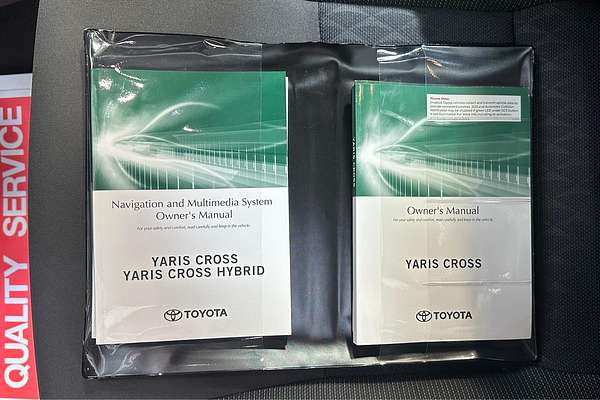 QUALITY SERVICE
Navigation and Multimedia System
Owner's Manual
For your safety and comfort, read carefully and keep in the vehicle.
YARIS CROSS
YARIS CROSS HYBRID
TOYOTA
YARIS CROSS
Owner's Manual
For your safety and comfort, read carefully and keep in the vehicle.
YARIS CROSS
TOYOTA